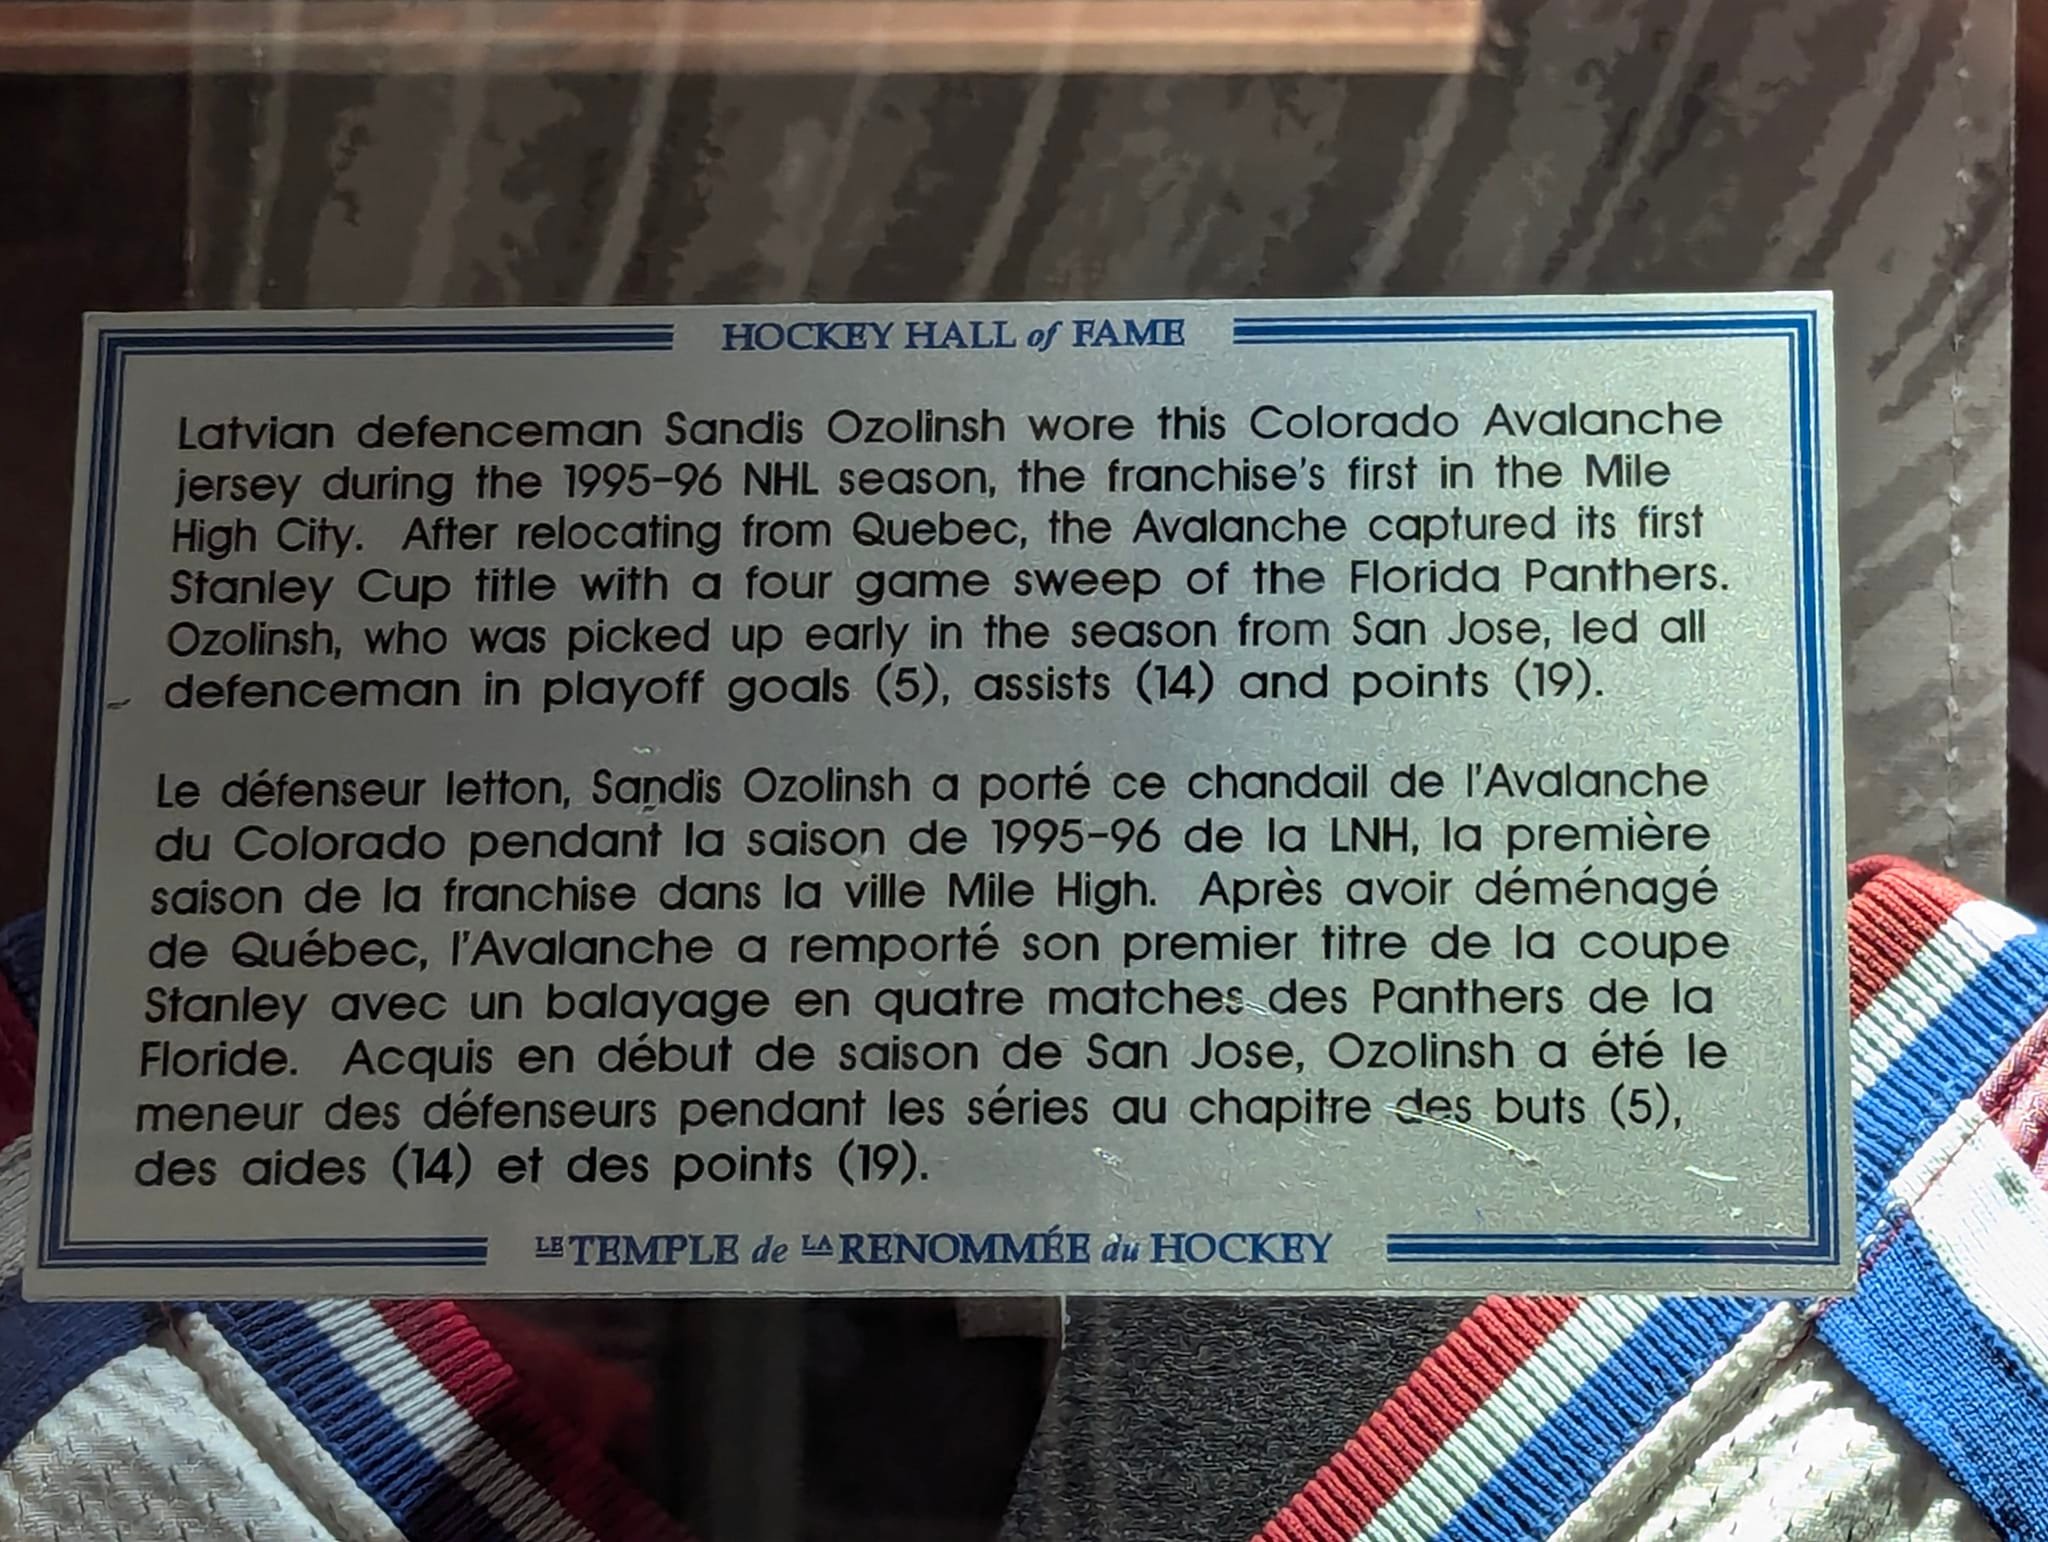 HOCKEY HALL of FAME
Latvian defenceman Sandis Ozolinsh wore this Colorado Avalanche
jersey during the 1995-96 NHL season, the franchise's first in the Mile
High City. After relocating from Quebec, the Avalanche captured its first
Stanley Cup title with a four game sweep of the Florida Panthers.
Ozolinsh, who was picked up early in the season from San Jose, led all
defenceman in playoff goals (5), assists (14) and points (19).
Le défenseur letton, Sandis Ozolinsh a porté ce chandail de l'Avalanche
du Colorado pendant la saison de 1995-96 de la LNH, la première
saison de la franchise dans la ville Mile High. Après avoir déménagé
de Québec, l'Avalanche a remporté son premier titre de la coupe
Stanley avec un balayage en quatre matches des Panthers de la
Floride. Acquis en début de saison de San Jose, Ozolinsh a été le
meneur des défenseurs pendant les séries au chapitre des buts (5),
des aides (14) et des points (19).
LE TEMPLE de LA RENOMMÉE du HOCKEY